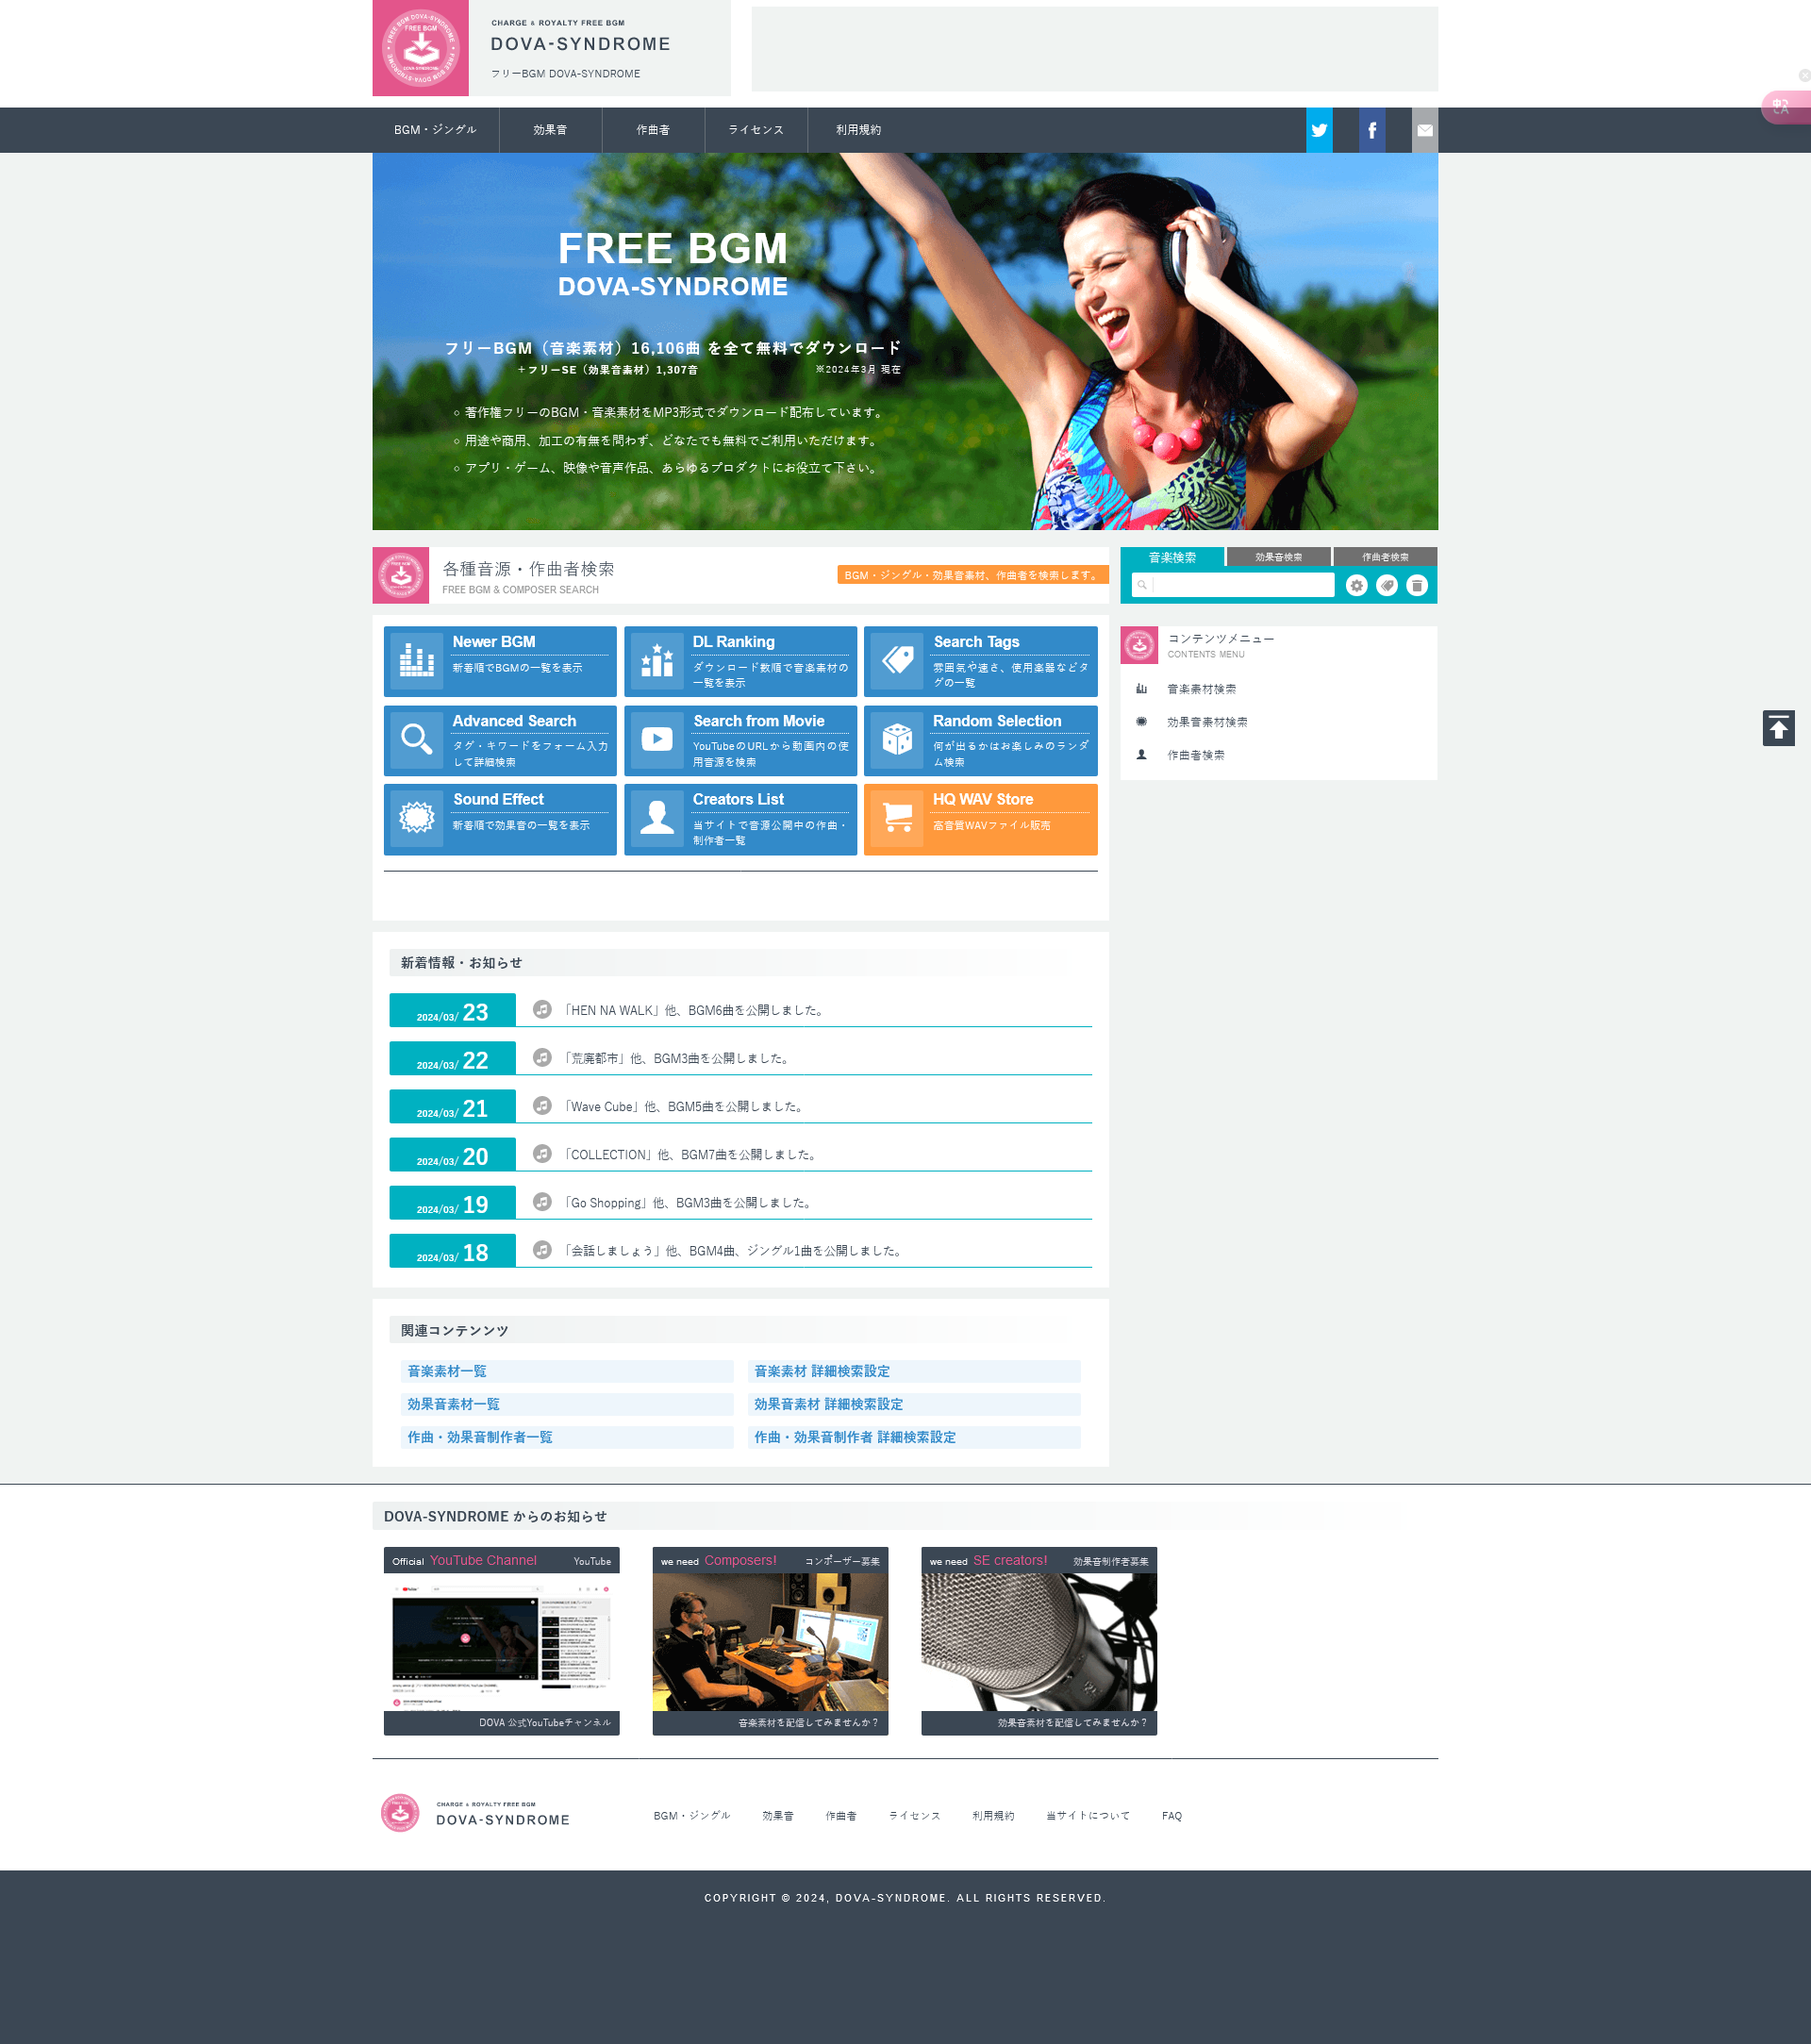 CHARGE & ROYALTY FREE BGM
DOVA-SYNDROME
フリーBGM DOVA-SYNDROME
BGM・ジングル
効果音
作曲者
ライセンス
利用規約
FREE BGM
DOVA-SYNDROME
フリーBGM（音楽素材）16,106曲 を全て無料でダウンロード
＋フリーSE（効果音素材）1,307音
※2024年3月 現在
○ 著作権フリーのBGM・音楽素材をMP3形式でダウンロード配布しています。
○ 用途や商用、加工の有無を問わず、どなたでも無料でご利用いただけます。
○ アプリ・ゲーム、映像や音声作品、あらゆるプロダクトにお役立て下さい。
各種音源・作曲者検索
FREE BGM & COMPOSER SEARCH
BGM・ジングル・効果音素材、作曲者を検索します。
音楽検索
効果音検索
作曲者検索
Newer BGM
新着順でBGMの一覧を表示
DL Ranking
ダウンロード数順で音楽素材の
一覧を表示
Search Tags
雰囲気や速さ、使用楽器などタ
グの一覧
Advanced Search
タグ・キワードをフォーム入力
して詳細検索
Search from Movie
YouTubeのURLから動画内の使
用音源を検索
Random Selection
何が出るかはお楽しみのランダ
ム検索
Sound Effect
新着順で効果音の一覧を表示
Creators List
当サイトで音源公開中の作曲・
制作者一覧
HQ WAV Store
高音質WAVファイル販売
コンテンツメニュー
CONTENTS MENU
音楽素材検索
効果音素材検索
作曲者検索
新着情報・お知らせ
2024/03/ 23 「HEN NA WALK」他、BGM6曲を公開しました。
2024/03/ 22 「荒廃都市」他、BGM3曲を公開しました。
2024/03/ 21 「Wave Cube」他、BGM5曲を公開しました。
2024/03/ 20 「COLLECTION」他、BGM7曲を公開しました。
2024/03/ 19 「Go Shopping」他、BGM3曲を公開しました。
2024/03/ 18 「会話しましょう」他、BGM4曲、ジングル1曲を公開しました。
関連コンテンンツ
音楽素材一覧
音楽素材 詳細検索設定
効果音素材一覧
効果音素材 詳細検索設定
作曲・効果音制作者一覧
作曲・効果音制作者 詳細検索設定
DOVA-SYNDROME からのお知らせ
Official YouTube Channel YouTube
DOVA 公式YouTubeチャンネル
we need Composers! コンポーザー募集
音楽素材を配信してみませんか？
we need SE creators! 効果音制作者募集
効果音素材を配信してみませんか？
CHARGE & ROYALTY FREE BGM
DOVA-SYNDROME
BGM・ジングル
効果音
作曲者
ライセンス
利用規約
当サイトについて
FAQ
COPYRIGHT © 2024, DOVA-SYNDROME. ALL RIGHTS RESERVED.